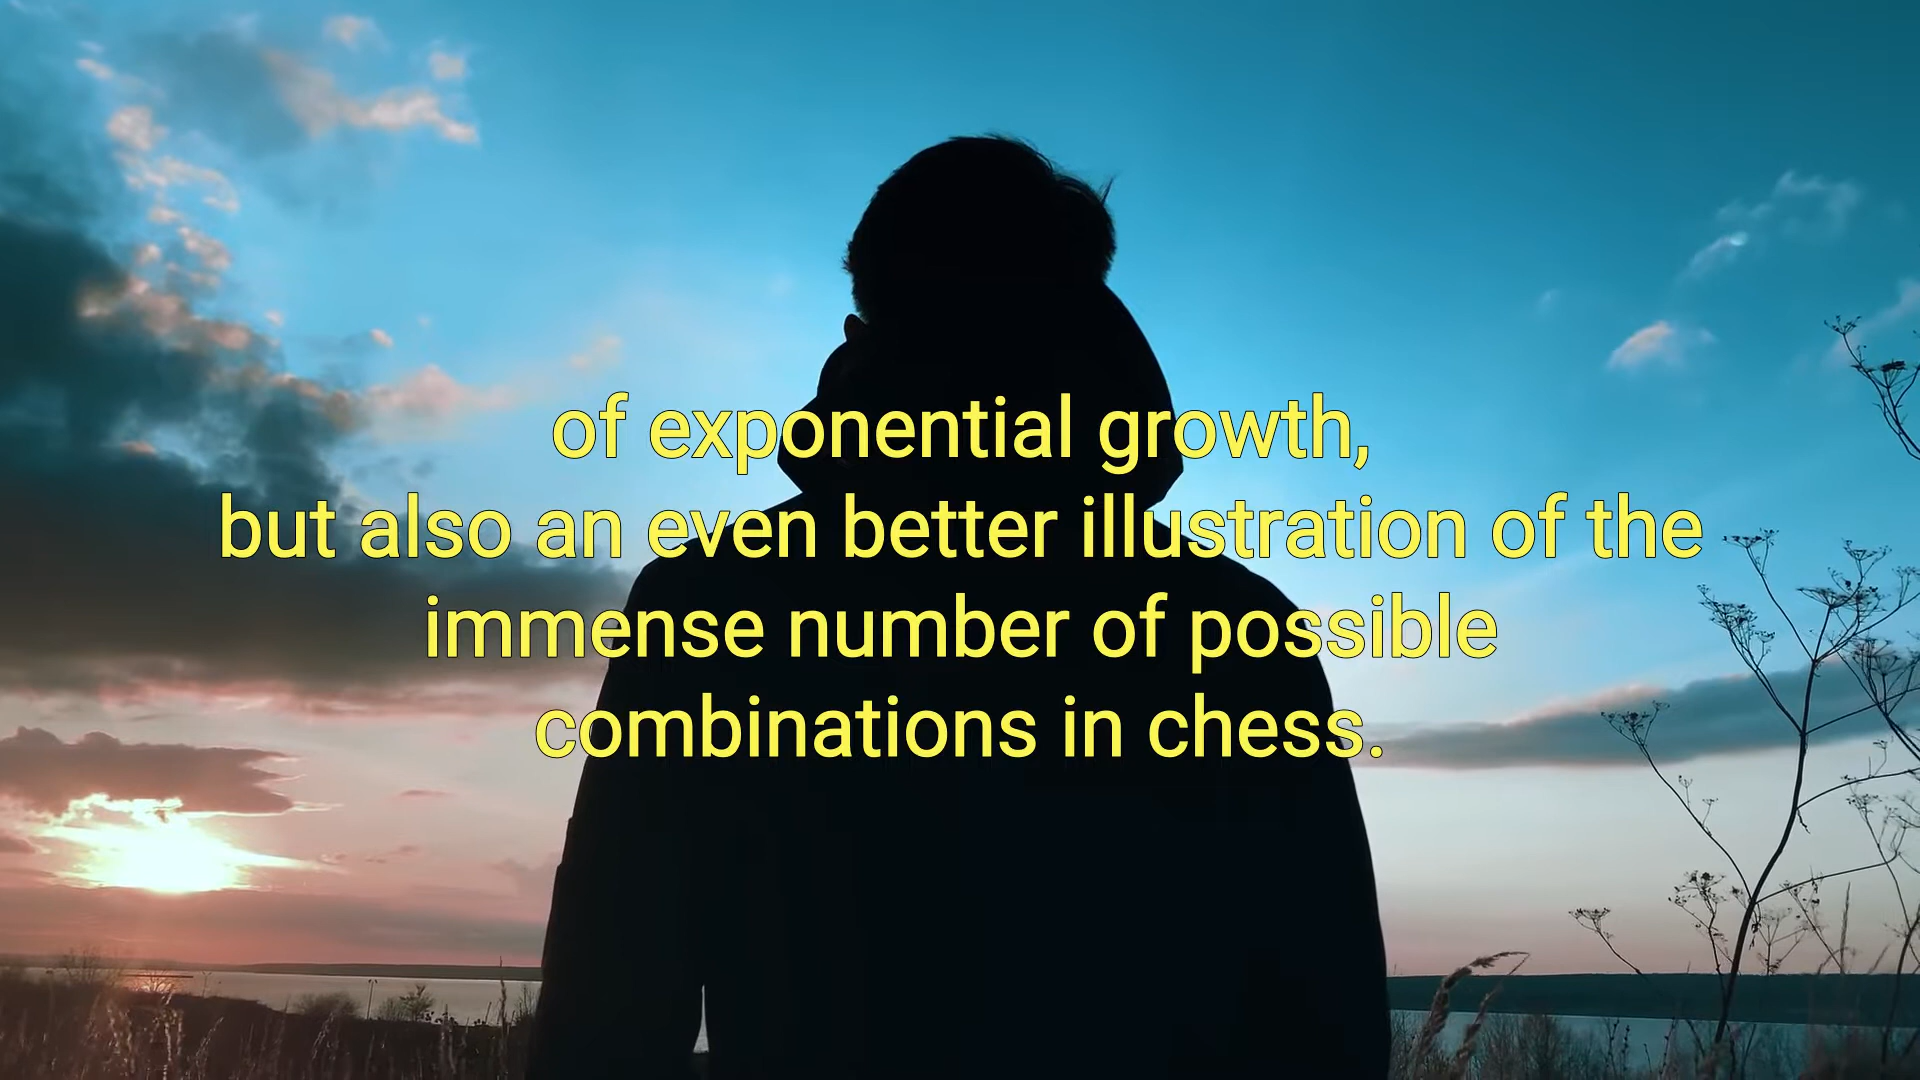 of exponential growth,
but also an even better illustration of the
immense number of possible
combinations in chess.